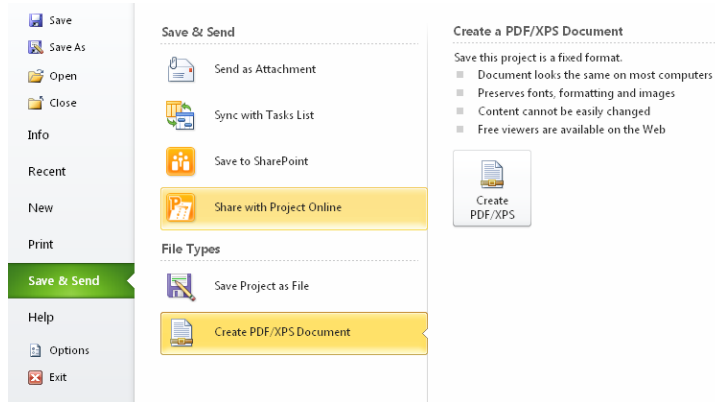 Save
Save As
Open
Close
Info
Recent
New
Print
Save & Send
Help
Options
Exit
Save & Send
Send as Attachment
Sync with Tasks List
Save to SharePoint
Share with Project Online
File Types
Save Project as File
Create PDF/XPS Document
Create a PDF/XPS Document
Save this project is a fixed format.
Document looks the same on most computers
Preserves fonts, formatting and images
Content cannot be easily changed
Free viewers are available on the Web
Create
PDF/XPS